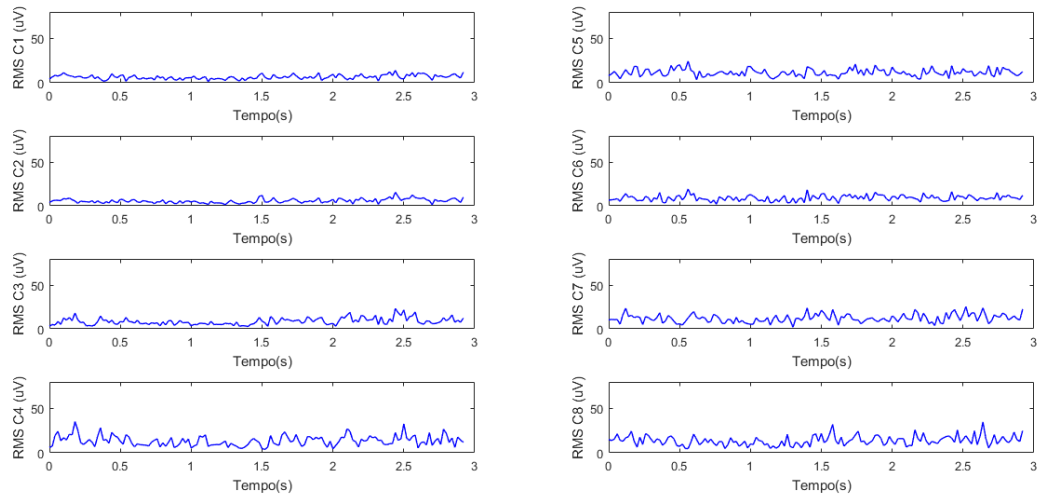 RMS C1 (uV)
50
0
0 0.5 1 1.5 2 2.5 3
Tempo(s)
RMS C5 (uV)
50
0
0 0.5 1 1.5 2 2.5 3
Tempo(s)
RMS C2 (uV)
50
0
0 0.5 1 1.5 2 2.5 3
Tempo(s)
RMS C6 (uV)
50
0
0 0.5 1 1.5 2 2.5 3
Tempo(s)
RMS C3 (uV)
50
0
0 0.5 1 1.5 2 2.5 3
Tempo(s)
RMS C7 (uV)
50
0
0 0.5 1 1.5 2 2.5 3
Tempo(s)
RMS C4 (uV)
50
0
0 0.5 1 1.5 2 2.5 3
Tempo(s)
RMS C8 (uV)
50
0
0 0.5 1 1.5 2 2.5 3
Tempo(s)